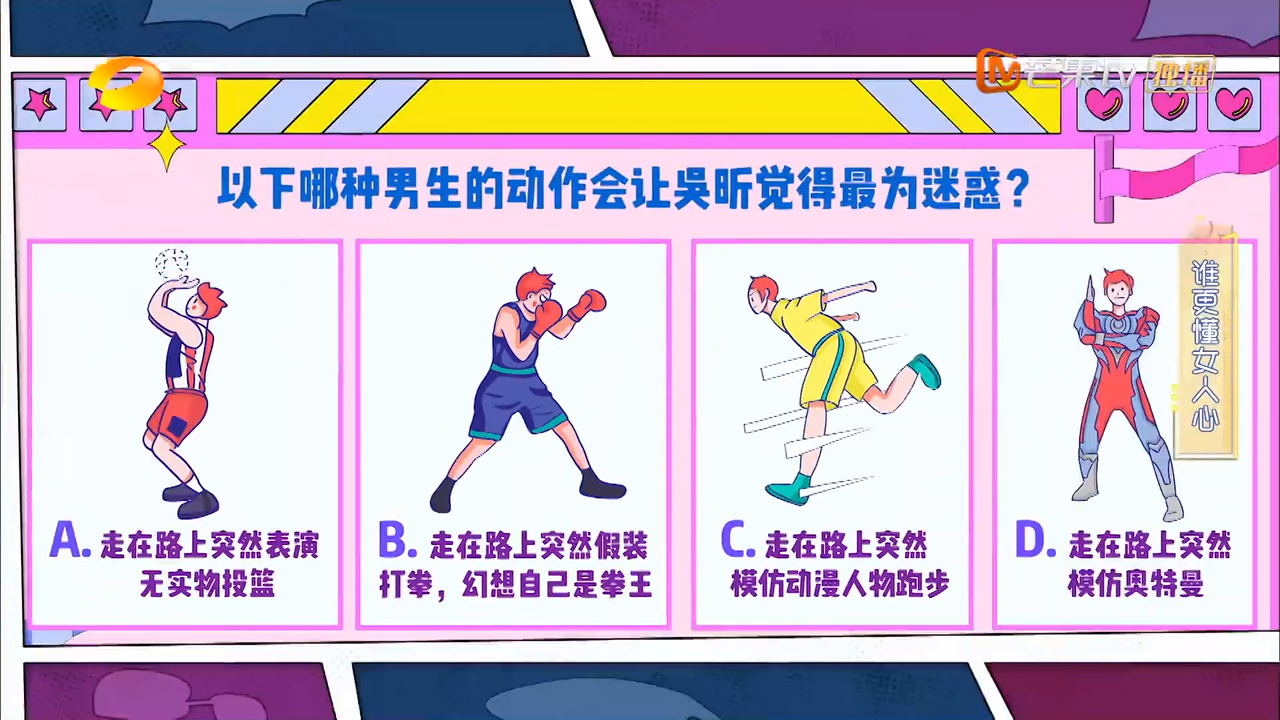 芒果TV 独播
以下哪种男生的动作会让吳昕觉得最为迷惑？
谁更懂女人心
A. 走在路上突然表演
无实物投篮
B. 走在路上突然假装
打拳，幻想自己是拳王
C. 走在路上突然
模仿动漫人物跑步
D. 走在路上突然
模仿奥特曼